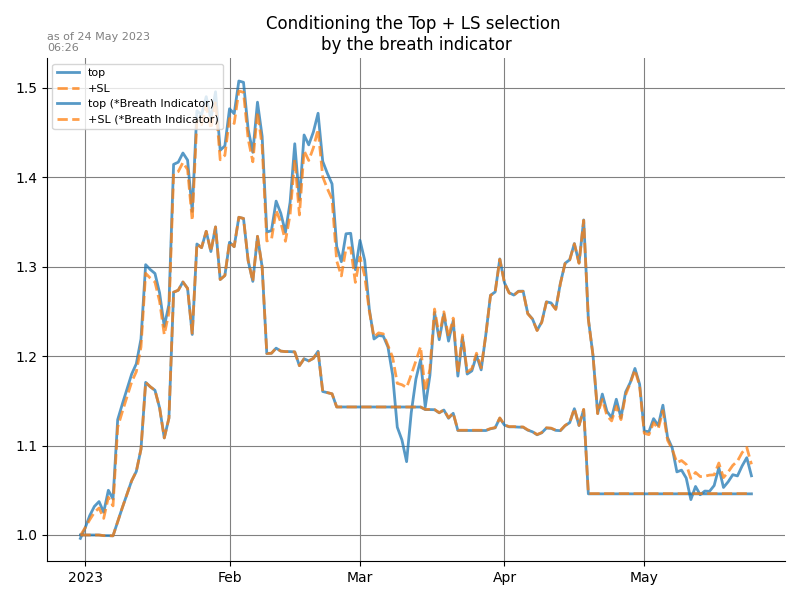 Conditioning the Top + LS selection
by the breath indicator
as of 24 May 2023
06:26
top
+SL
top (*Breath Indicator)
+SL (*Breath Indicator)
1.5
1.4
1.3
1.2
1.1
1.0
2023 Feb Mar Apr May